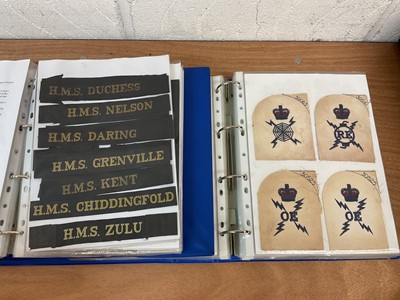 H.M.S. DUCHESS
H.M.S. NELSON
H.M.S. DARING
H.M.S. GRENVILLE
H.M.S. KENT
H.M.S. CHIDDINGFOLD
H.M.S. ZULU
RE
OE
OE